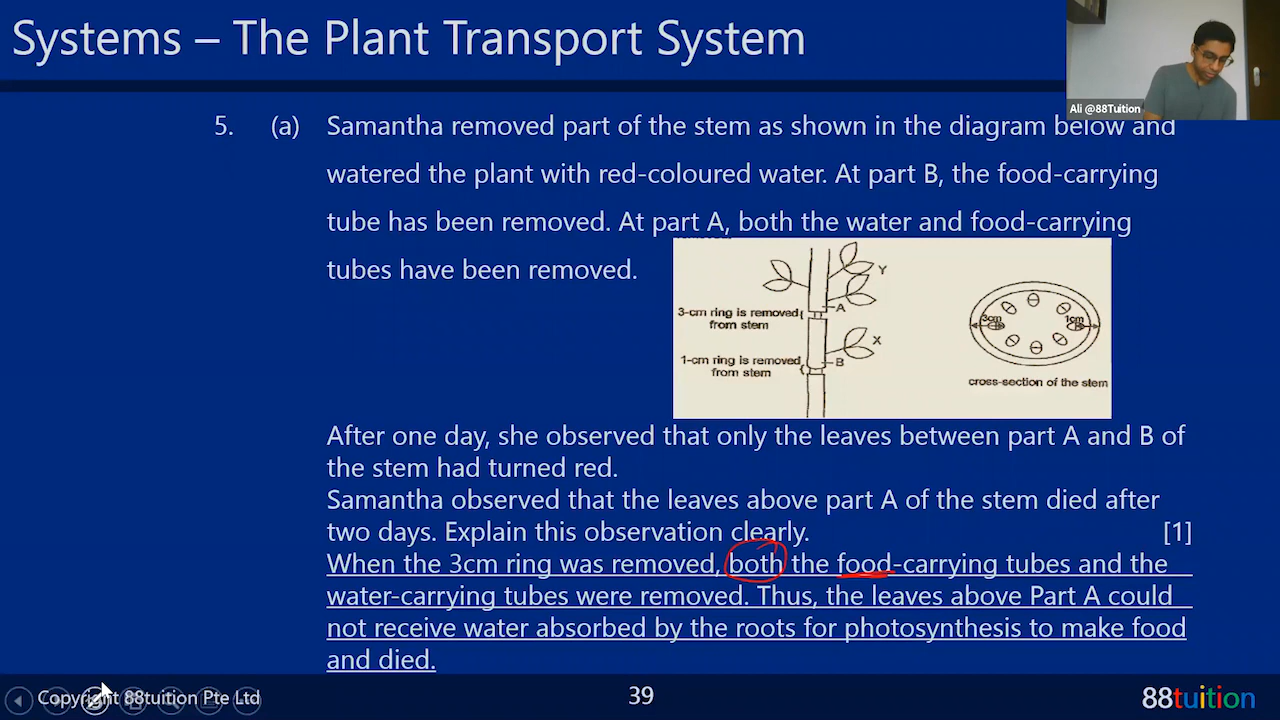 Systems – The Plant Transport System
Ali @88Tuition
5. (a) Samantha removed part of the stem as shown in the diagram below and
watered the plant with red-coloured water. At part B, the food-carrying
tube has been removed. At part A, both the water and food-carrying
tubes have been removed.
Y
A
3-cm ring is removed
from stem
X
1-cm ring is removed
from stem
B
3cm
1cm
cross-section of the stem
After one day, she observed that only the leaves between part A and B of
the stem had turned red.
Samantha observed that the leaves above part A of the stem died after
two days. Explain this observation clearly. [1]
When the 3cm ring was removed, both the food-carrying tubes and the
water-carrying tubes were removed. Thus, the leaves above Part A could
not receive water absorbed by the roots for photosynthesis to make food
and died.
Copyright 88tuition Pte Ltd
39
88tuition